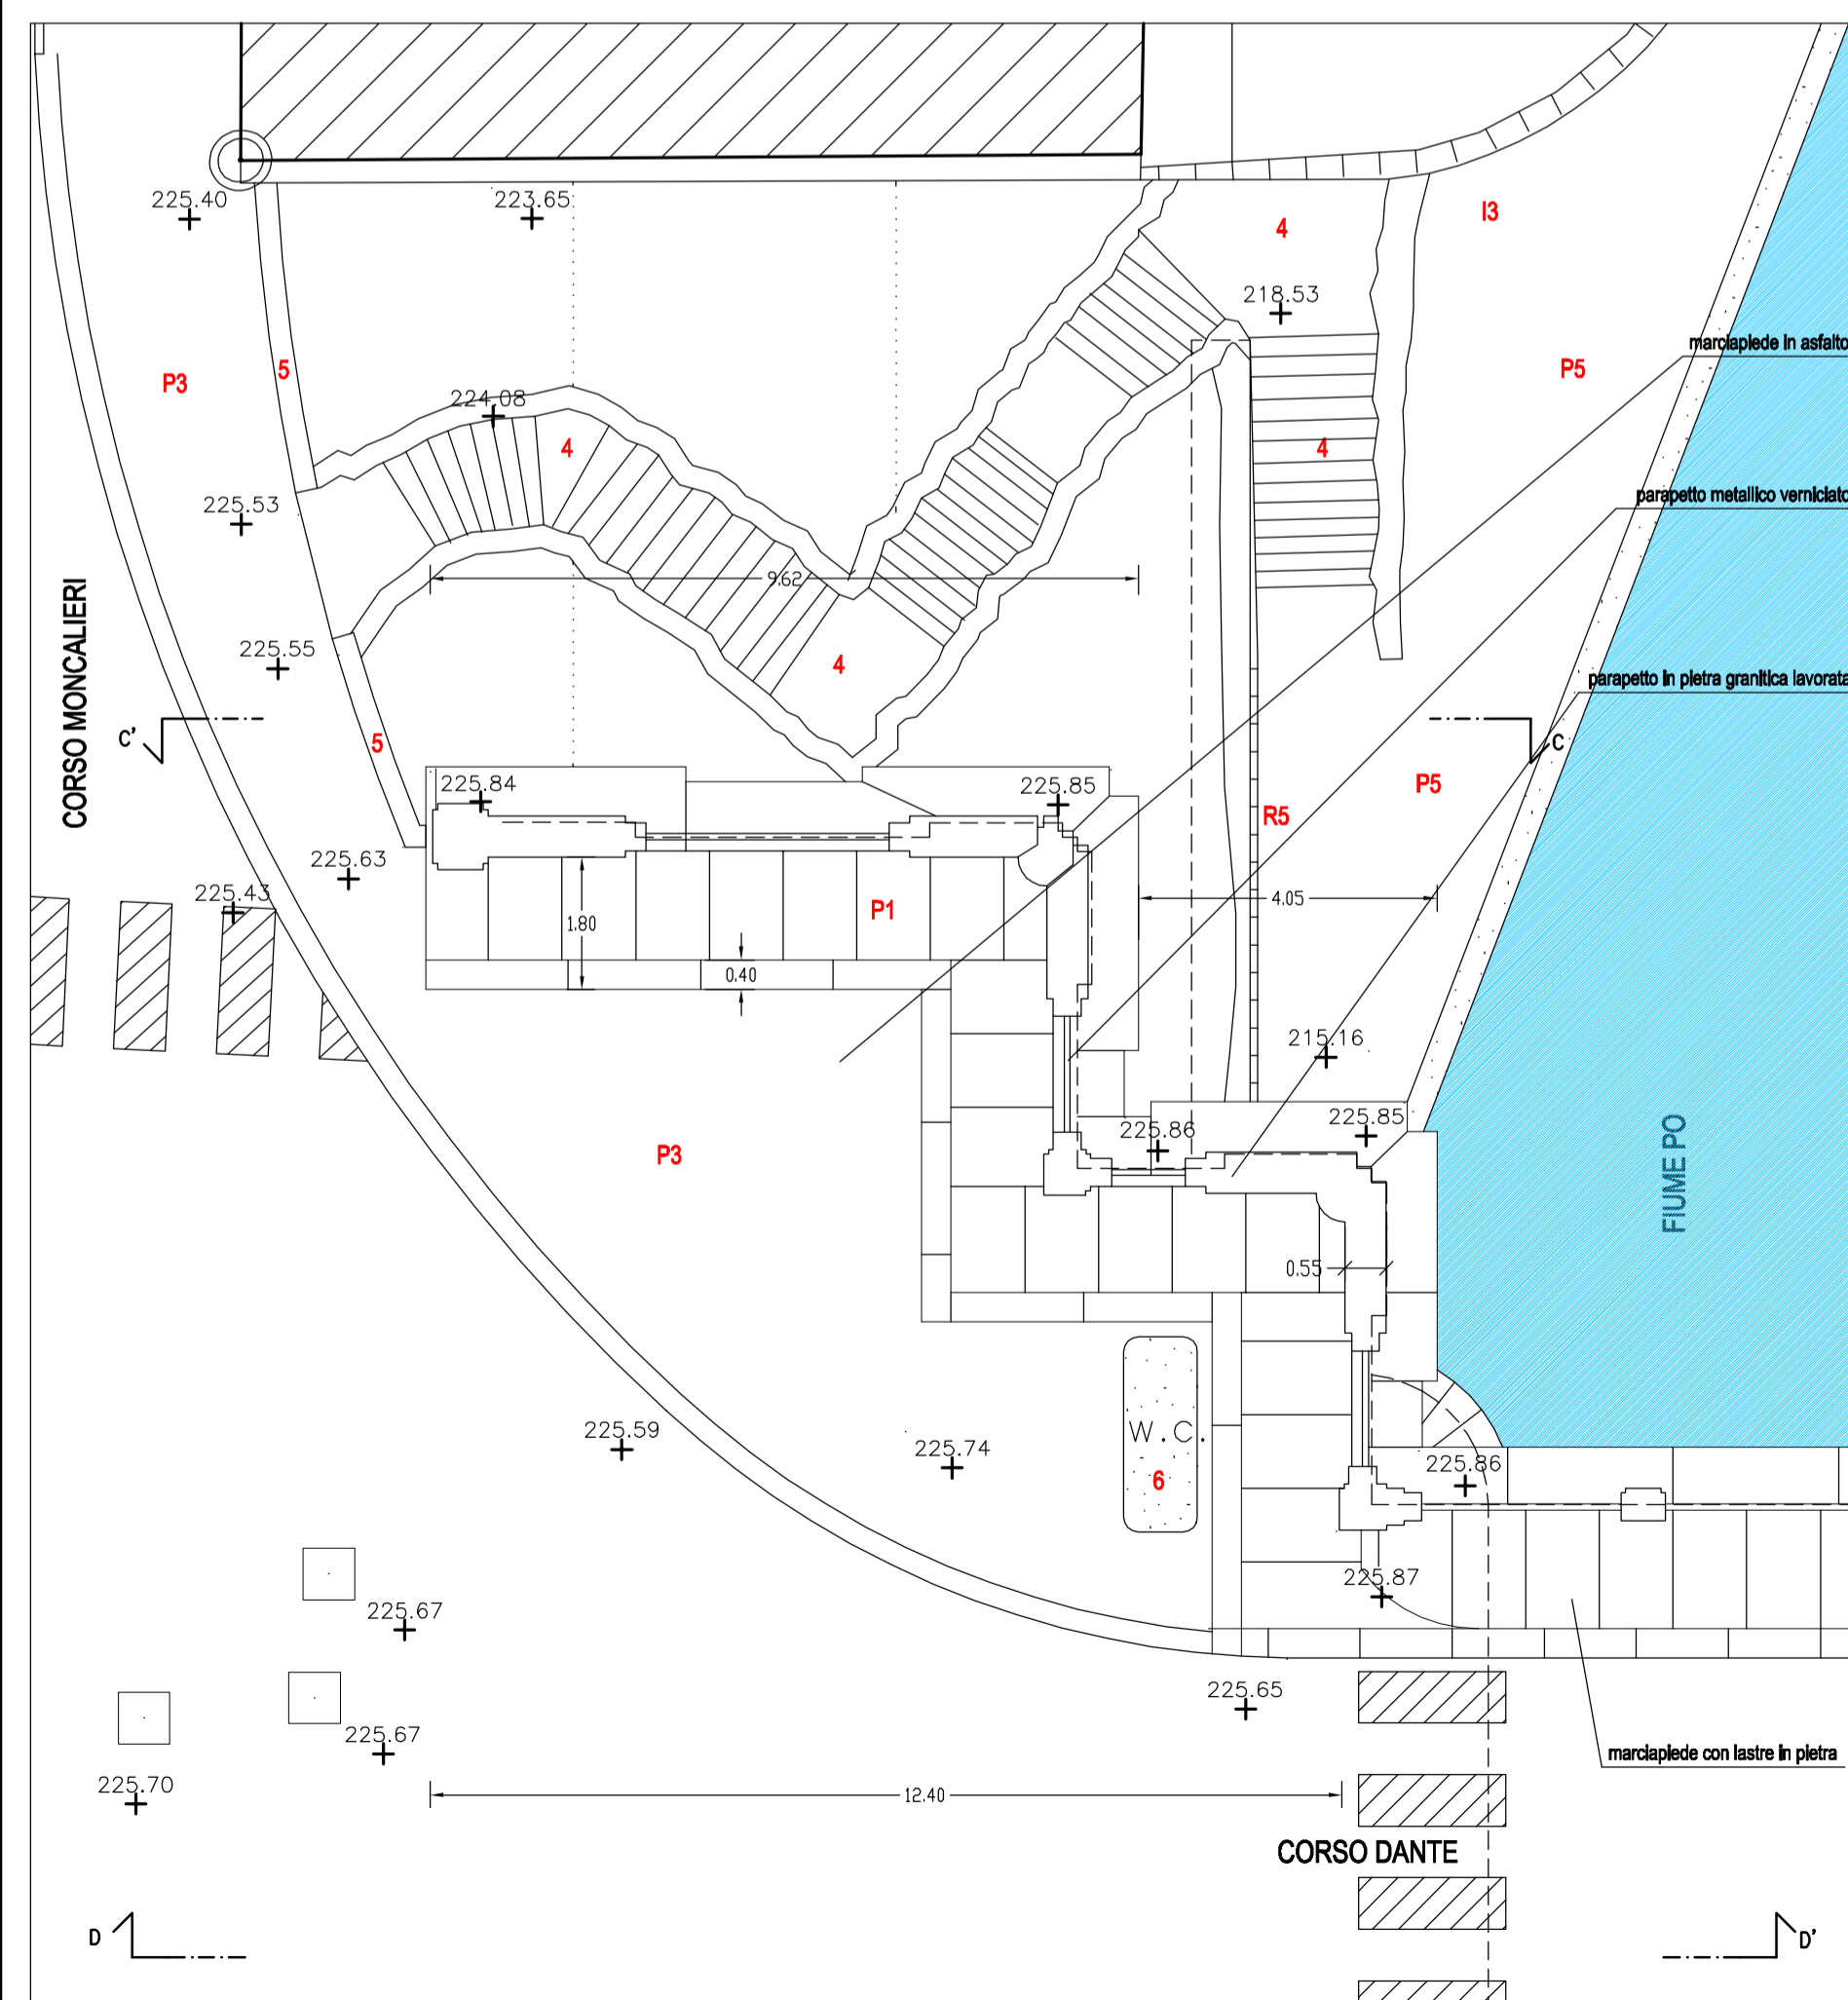 225.40
223.65
4
I3
218.53
marciapiede in asfalto
P3
5
P5
224.08
4
4
parapetto metallico verniciato
225.53
9.62
CORSO MONCALIERI
225.55
4
parapetto in pietra granitica lavorata
C'
5
C
225.84
225.85
P5
R5
225.63
225.43
P1
4.05
1.80
0.40
215.16
225.86
225.85
P3
FIUME PO
0.55
225.59
225.74
W.C.
6
225.86
225.87
225.67
225.65
225.67
marciapiede con lastre in pietra
225.70
12.40
CORSO DANTE
D
D'